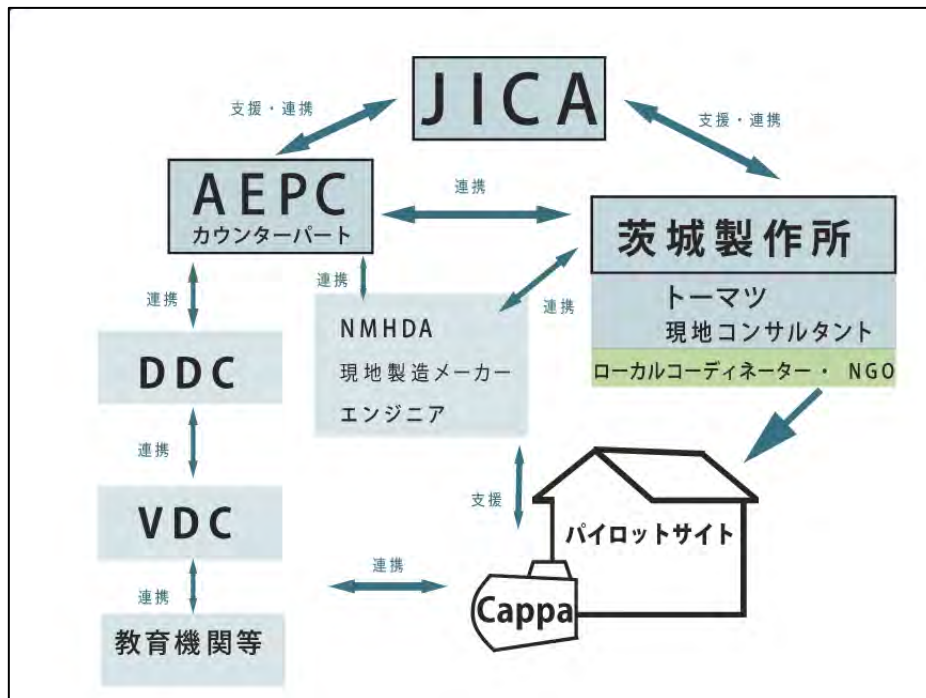 JICA
支援・連携
支援・連携
AEPC
カウンターパート
連携
茨城製作所
トーマツ
現地コンサルタント
ローカルコーディネーター・ NGO
連携
連携
連携
NMHDA
現地製造メーカー
エンジニア
DDC
連携
支援
VDC
パイロットサイト
連携
Cappa
連携
教育機関等